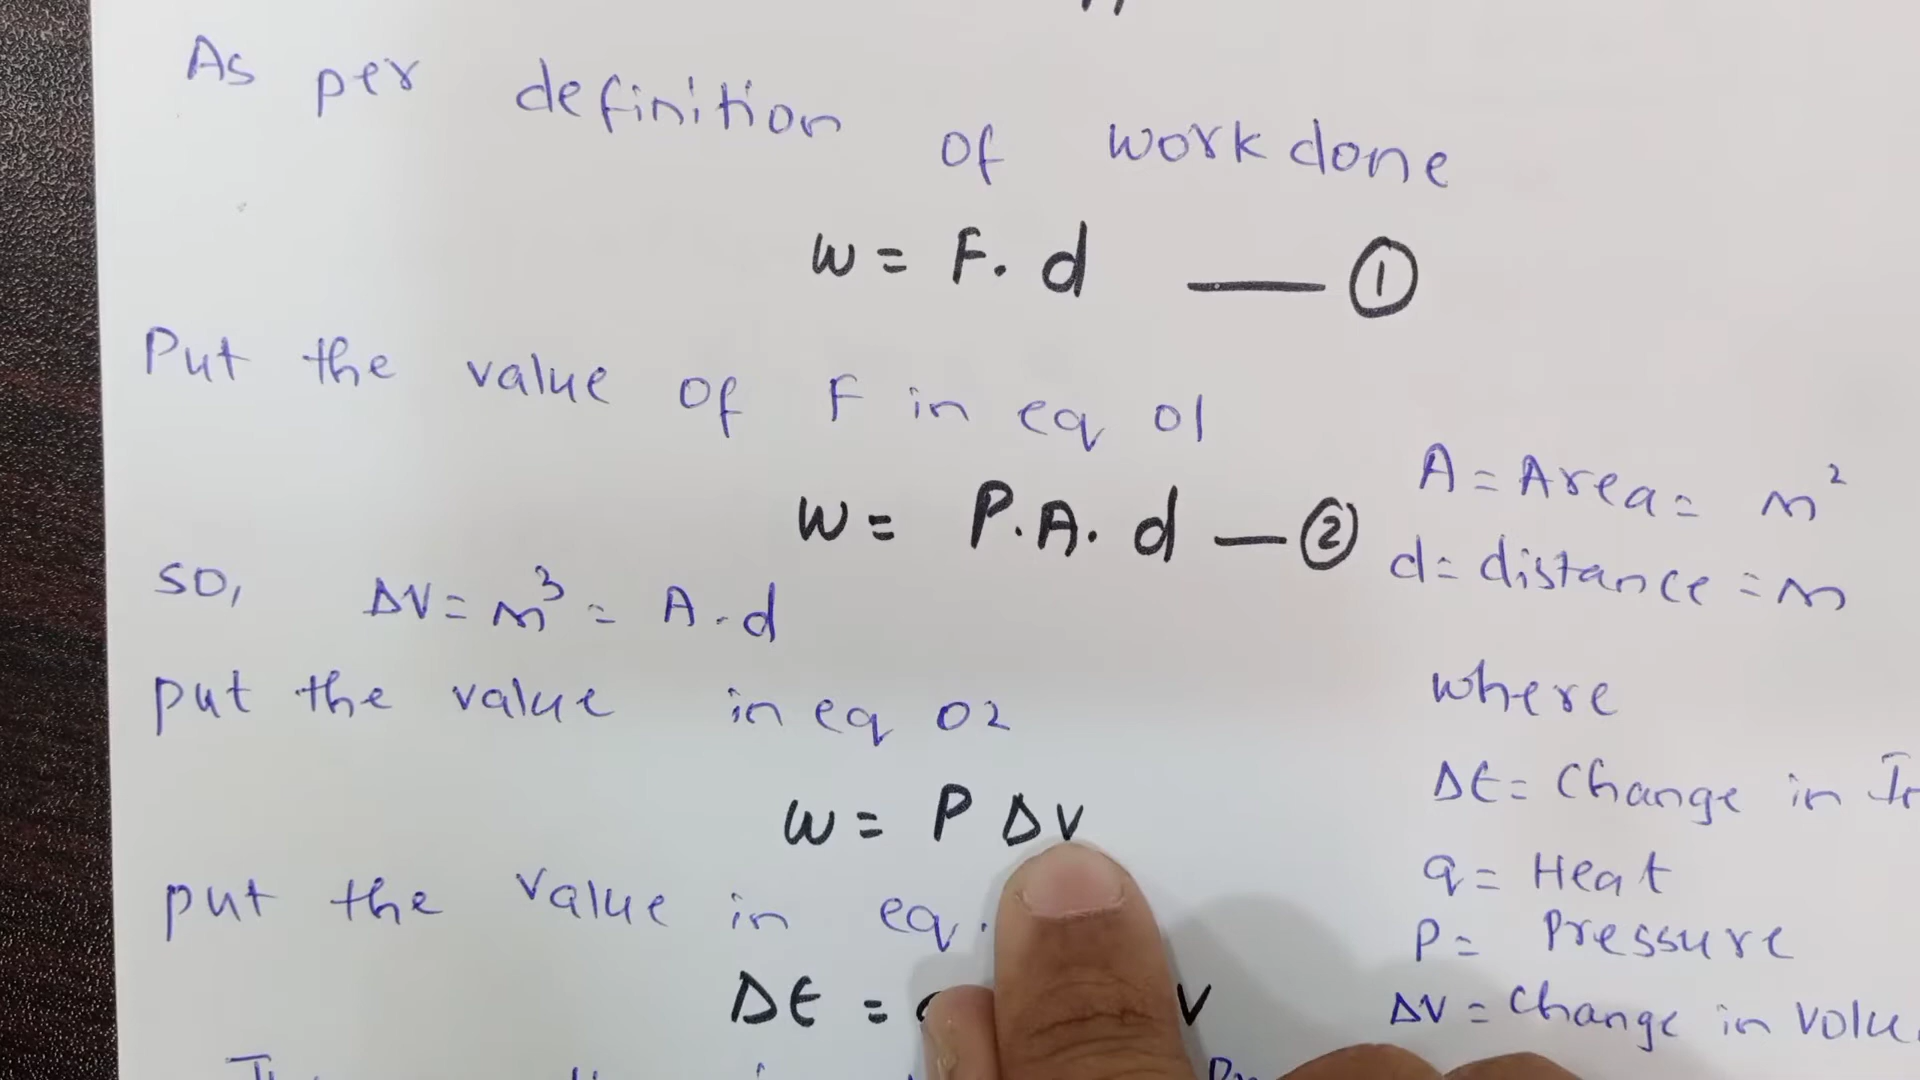 As per definition of work done
W = F. d —— ①
Put the value of F in eq 01
W = P.A. d — ②
A = Area = m²
d = distance = m
so, ΔV = m³ = A.d
put the value in eq 02
where
W = P ΔV
ΔE = Change in
q = Heat
put the value in eq.
P = Pressure
ΔE = V
ΔV = Change in Volu